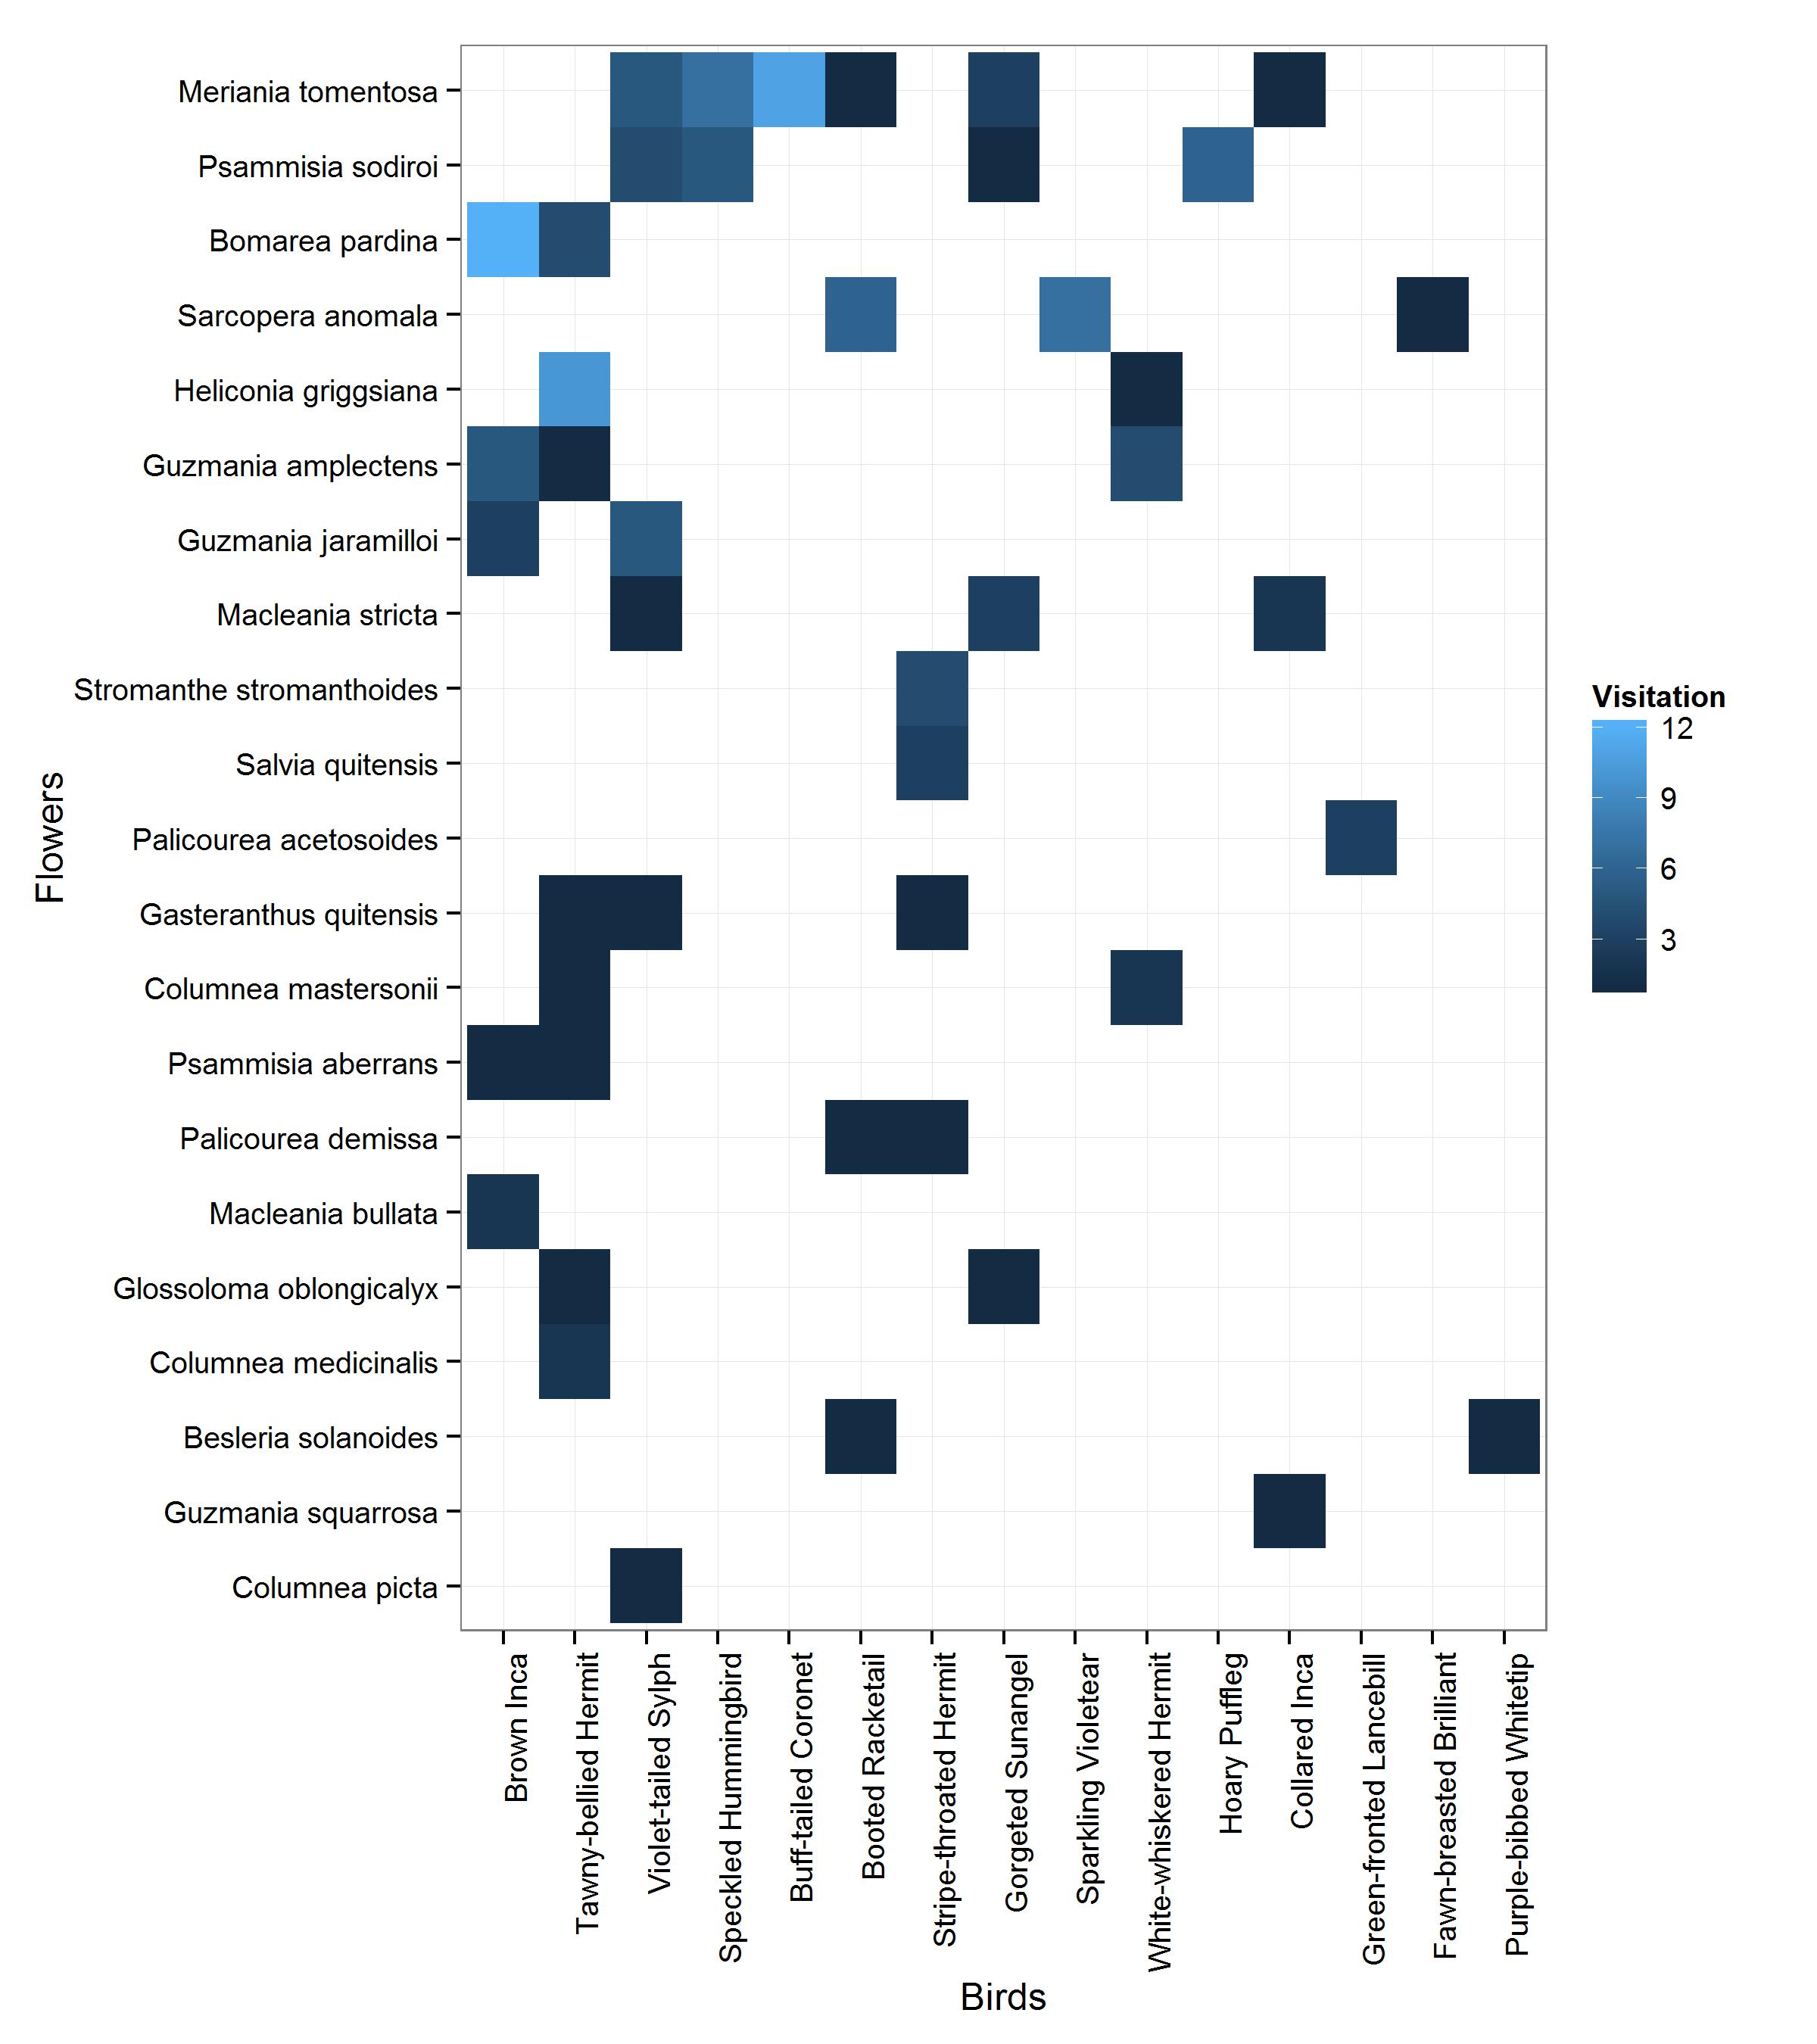 Meriania tomentosa
Psammisia sodiroi
Bomarea pardina
Sarcopera anomala
Heliconia griggsiana
Guzmania amplectens
Guzmania jaramilloi
Macleania stricta
Stromanthe stromanthoides
Salvia quitensis
Palicourea acetosoides
Gasteranthus quitensis
Columnea mastersonii
Psammisia aberrans
Palicourea demissa
Macleania bullata
Glossoloma oblongicalyx
Columnea medicinalis
Besleria solanoides
Guzmania squarrosa
Columnea picta
Flowers
Brown Inca
Tawny-bellied Hermit
Violet-tailed Sylph
Speckled Hummingbird
Buff-tailed Coronet
Booted Racketail
Stripe-throated Hermit
Gorgeted Sunangel
Sparkling Violetear
White-whiskered Hermit
Hoary Puffleg
Collared Inca
Green-fronted Lancebill
Fawn-breasted Brilliant
Purple-bibbed Whitetip
Birds
Visitation
12
9
6
3